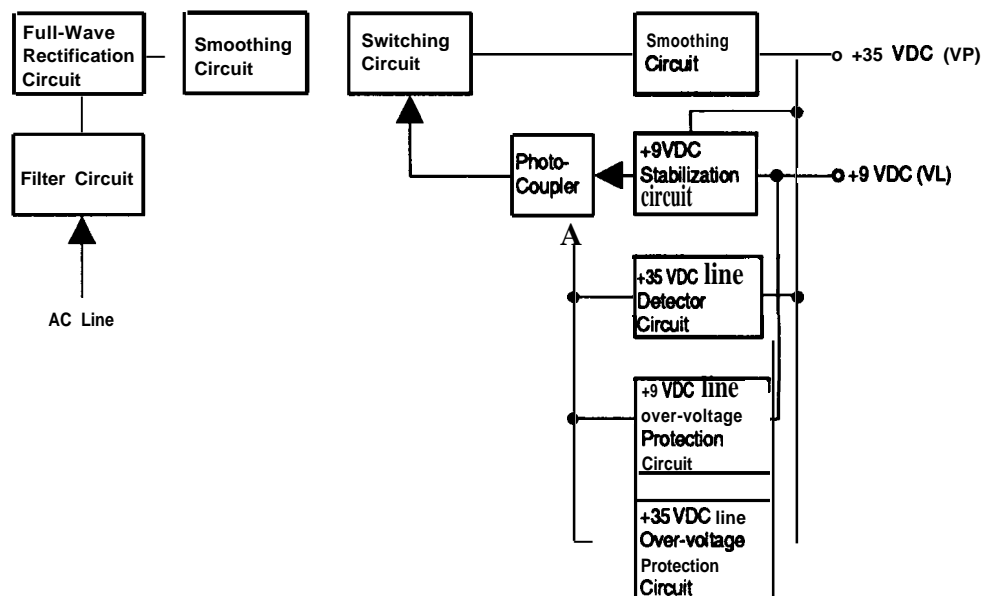 Full-Wave
Rectification
Circuit
Smoothing
Circuit
Switching
Circuit
Smoothing
Circuit
o +35 VDC (VP)
Filter Circuit
Photo-
Coupler
+9VDC
Stabilization
circuit
+9 VDC (VL)
A
AC Line
+35 VDC line
Detector
Circuit
+9 VDC line
over-voltage
Protection
Circuit
+35 VDC line
Over-voltage
Protection
Circuit